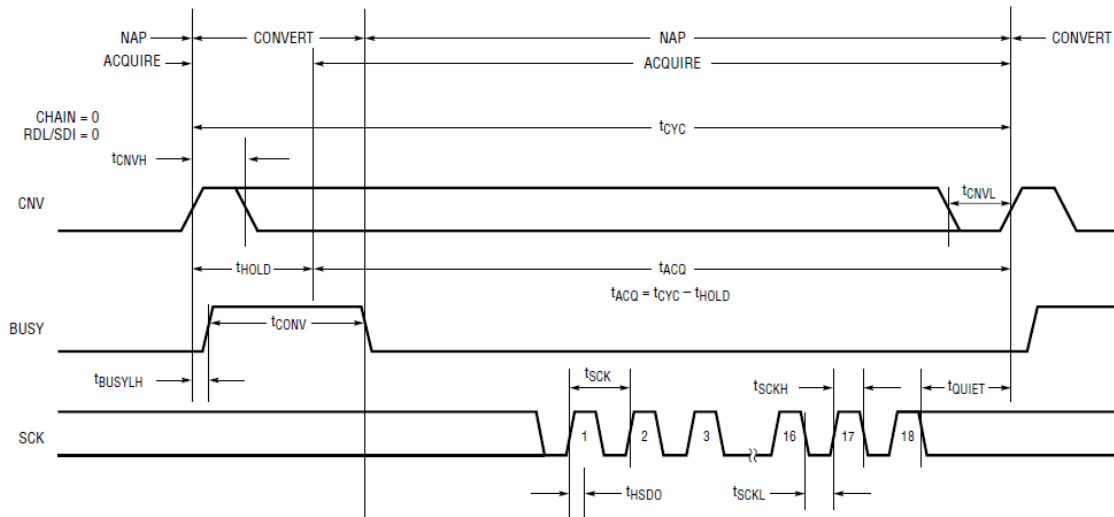 NAP CONVERT NAP CONVERT
ACQUIRE ACQUIRE
CHAIN = 0
RDL/SDI = 0
tCYC
tCNVH
CNV
tCNVL
tHOLD tACQ
tACQ = tCYC – tHOLD
BUSY
tCONV
tBUSYLH
tSCK tSCKH tQUIET
SCK
1 2 3 16 17 18
tHSDO tSCKL